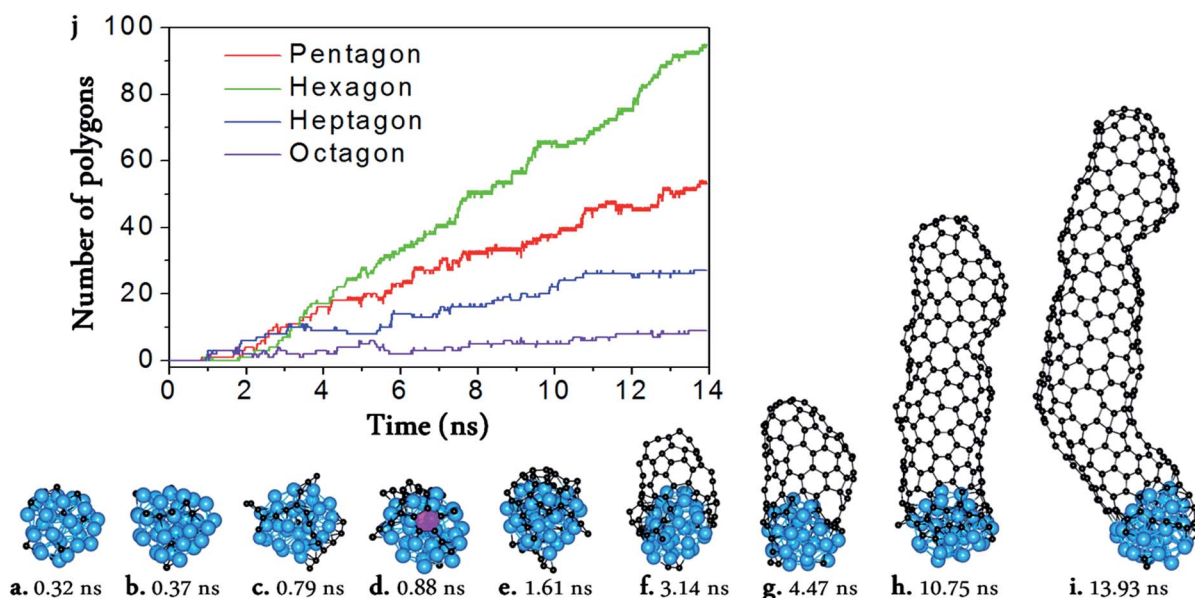 j
100
80
60
40
20
0
Number of polygons
Pentagon
Hexagon
Heptagon
Octagon
0 2 4 6 8 10 12 14
Time (ns)
a. 0.32 ns b. 0.37 ns c. 0.79 ns d. 0.88 ns e. 1.61 ns f. 3.14 ns g. 4.47 ns h. 10.75 ns i. 13.93 ns